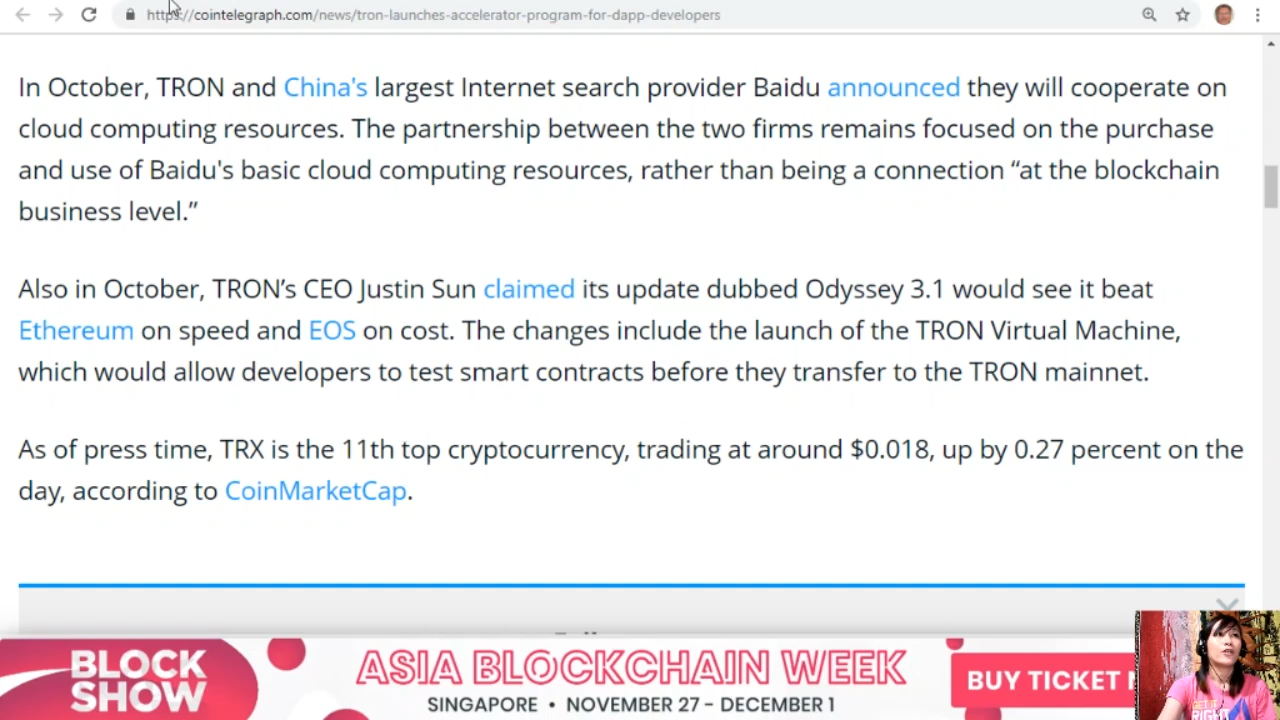 https://cointelegraph.com/news/tron-launches-accelerator-program-for-dapp-developers
In October, TRON and China's largest Internet search provider Baidu announced they will cooperate on
cloud computing resources. The partnership between the two firms remains focused on the purchase
and use of Baidu's basic cloud computing resources, rather than being a connection “at the blockchain
business level.”
Also in October, TRON’s CEO Justin Sun claimed its update dubbed Odyssey 3.1 would see it beat
Ethereum on speed and EOS on cost. The changes include the launch of the TRON Virtual Machine,
which would allow developers to test smart contracts before they transfer to the TRON mainnet.
As of press time, TRX is the 11th top cryptocurrency, trading at around $0.018, up by 0.27 percent on the
day, according to CoinMarketCap.
BLOCK
SHOW
ASIA BLOCKCHAIN WEEK
SINGAPORE • NOVEMBER 27 - DECEMBER 1
BUY TICKET
RIGHT